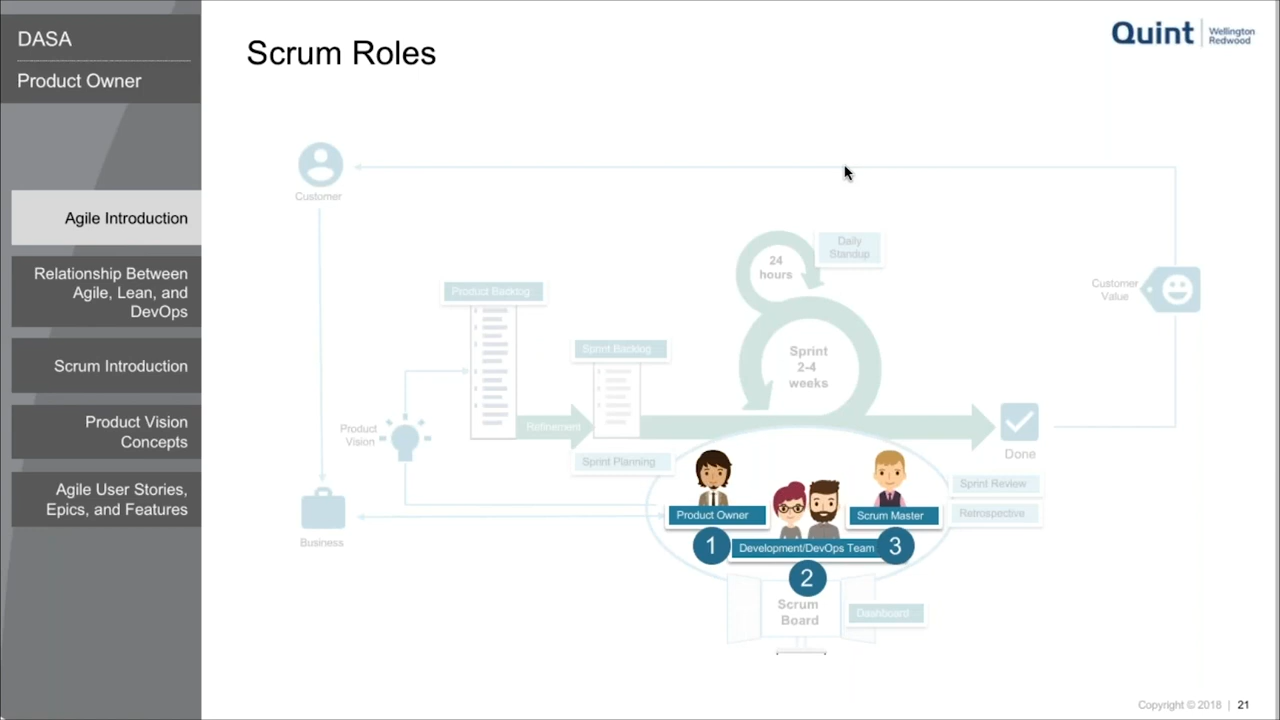 DASA
Product Owner
Agile Introduction
Relationship Between
Agile, Lean, and
DevOps
Scrum Introduction
Product Vision
Concepts
Agile User Stories,
Epics, and Features
Scrum Roles
Quint
Wellington
Redwood
Customer
24
hours
Daily
Standup
Product Backlog
Customer
Value
Sprint Backlog
Sprint
2-4
weeks
Product
Vision
Refinement
Sprint Planning
Done
Sprint Review
Retrospective
Business
Product Owner
Scrum Master
Development/DevOps Team
1
3
2
Scrum
Board
Dashboard
Copyright © 2018 | 21